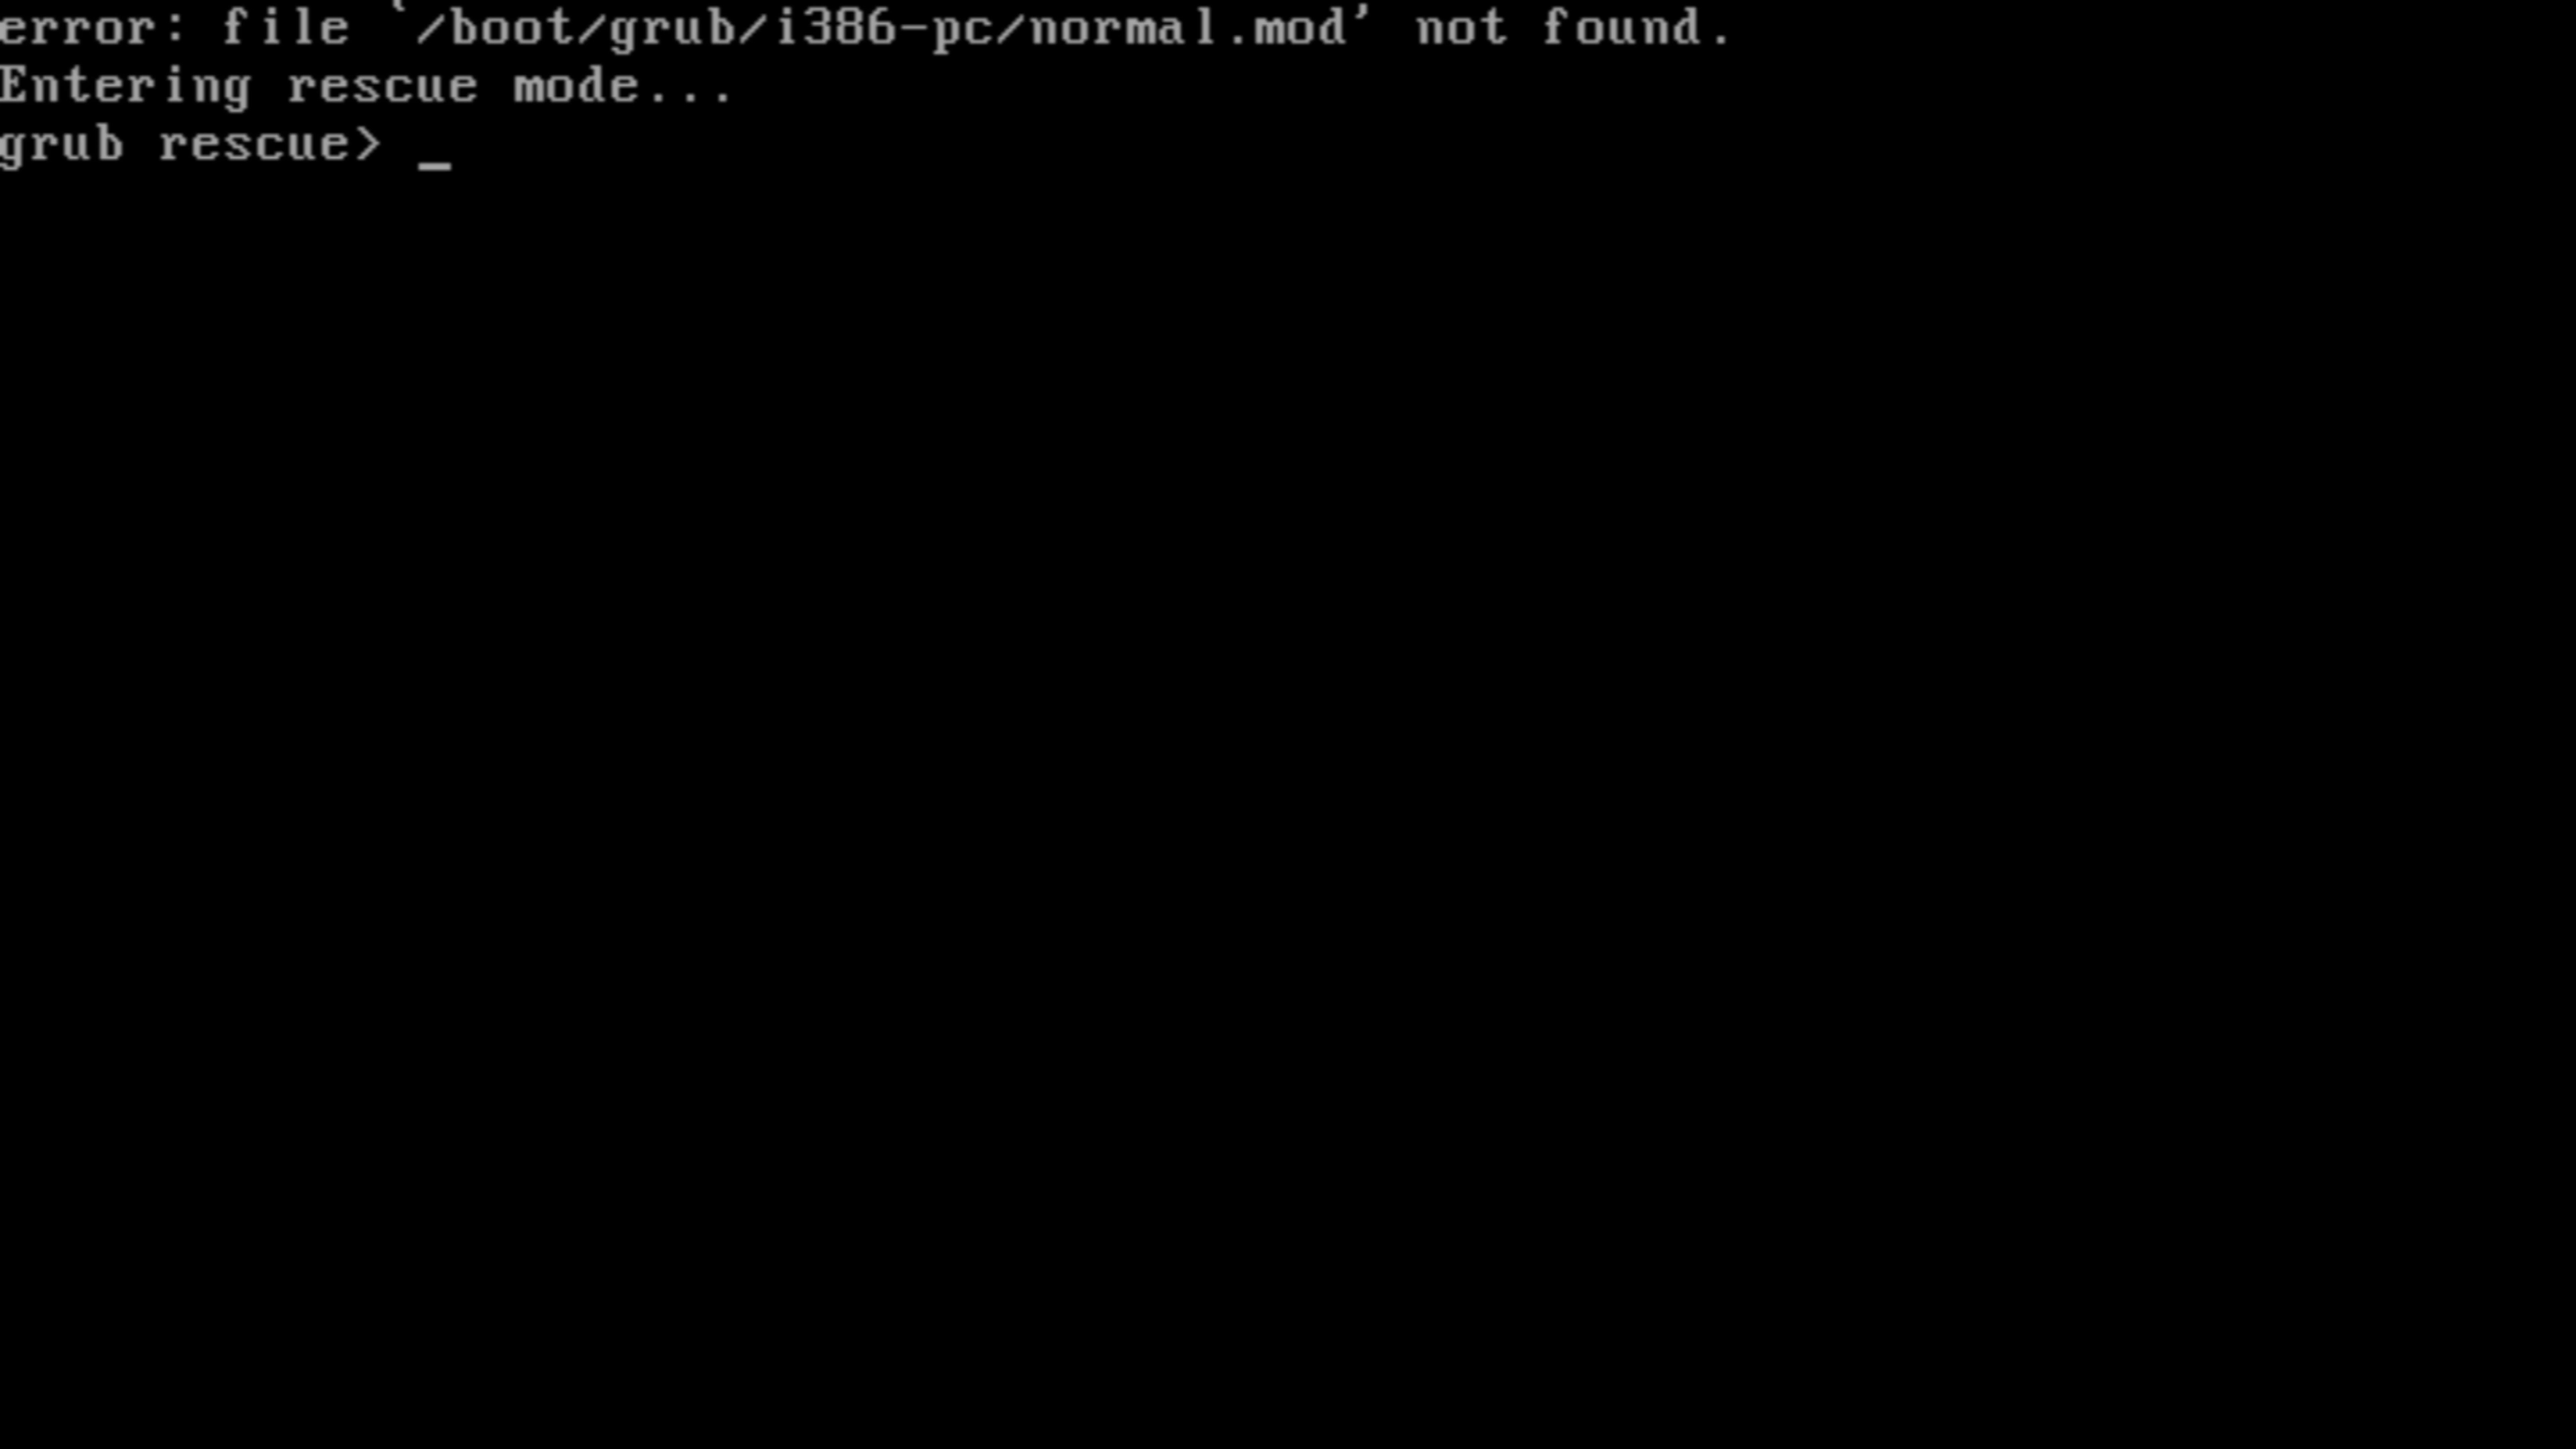 error: file `/boot/grub/i386-pc/normal.mod' not found.
Entering rescue mode...
grub rescue> _